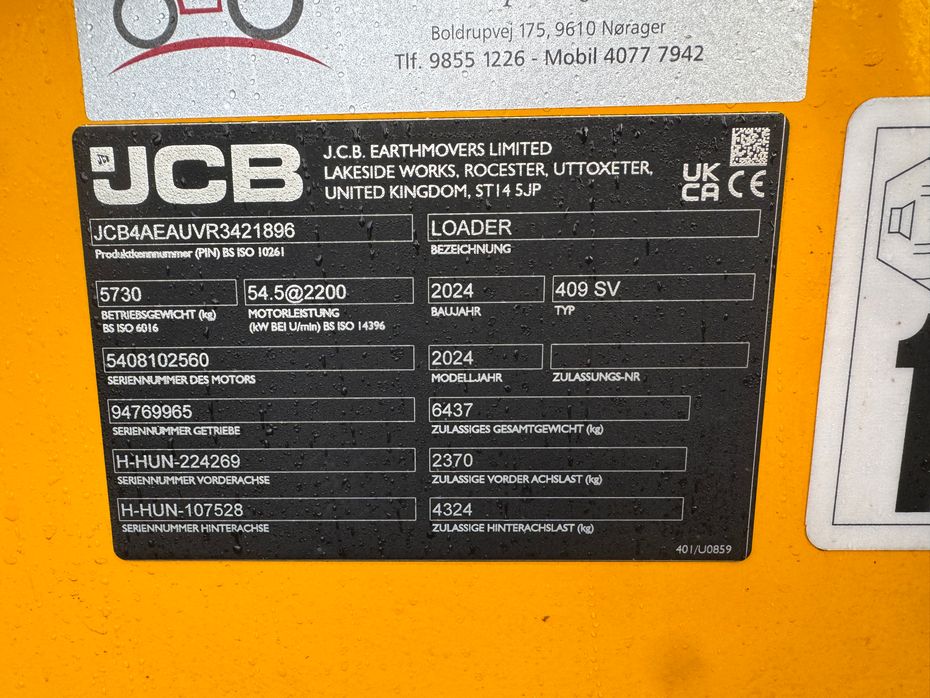 Boldrupvej 175, 9610 Nørager
Tlf. 9855 1226 - Mobil 4077 7942
JCB
J.C.B. EARTHMOVERS LIMITED
LAKESIDE WORKS, ROCESTER, UTTOXETER,
UNITED KINGDOM, ST14 5JP
UK
CA CE
JCB4AEAUVR3421896
Produktkennummer (PIN) BS ISO 10261
LOADER
BEZEICHNUNG
5730
BETRIEBSGEWICHT (kg)
BS ISO 6016
54.5@2200
MOTORLEISTUNG
(kW BEI U/min) BS ISO 14396
2024
BAUJAHR
409 SV
TYP
5408102560
SERIENNUMMER DES MOTORS
2024
MODELLJAHR
ZULASSUNGS-NR
94769965
SERIENNUMMER GETRIEBE
6437
ZULÄSSIGES GESAMTGEWICHT (kg)
H-HUN-224269
SERIENNUMMER VORDERACHSE
2370
ZULÄSSIGE VORDER ACHSLAST (kg)
H-HUN-107528
SERIENNUMMER HINTERACHSE
4324
ZULÄSSIGE HINTERACHSLAST (kg)
401/U0859